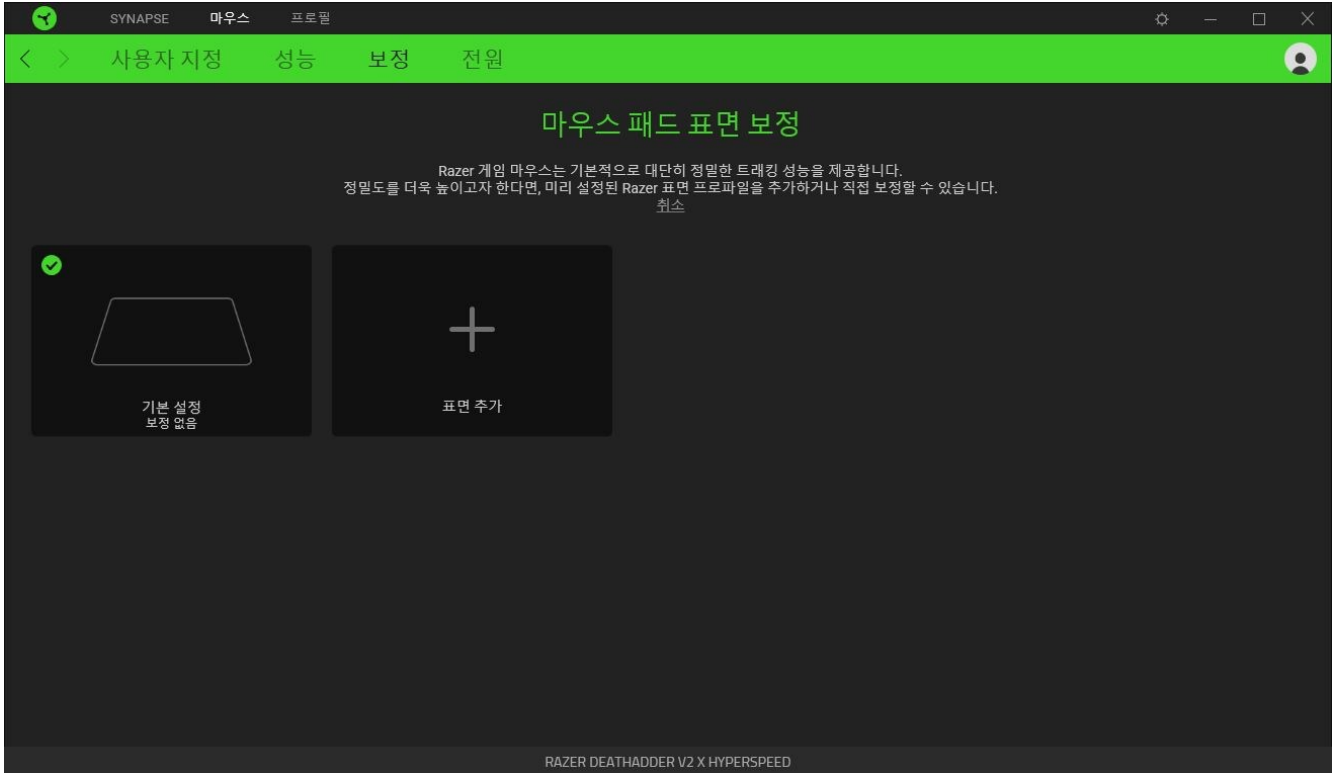 SYNAPSE 마우스 프로필
사용자 지정 성능 보정 전원
마우스 패드 표면 보정
Razer 게임 마우스는 기본적으로 대단히 정밀한 트래킹 성능을 제공합니다.
정밀도를 더욱 높이고자 한다면, 미리 설정된 Razer 표면 프로파일을 추가하거나 직접 보정할 수 있습니다.
취소
기본 설정
보정 없음
표면 추가
RAZER DEATHADDER V2 X HYPERSPEED